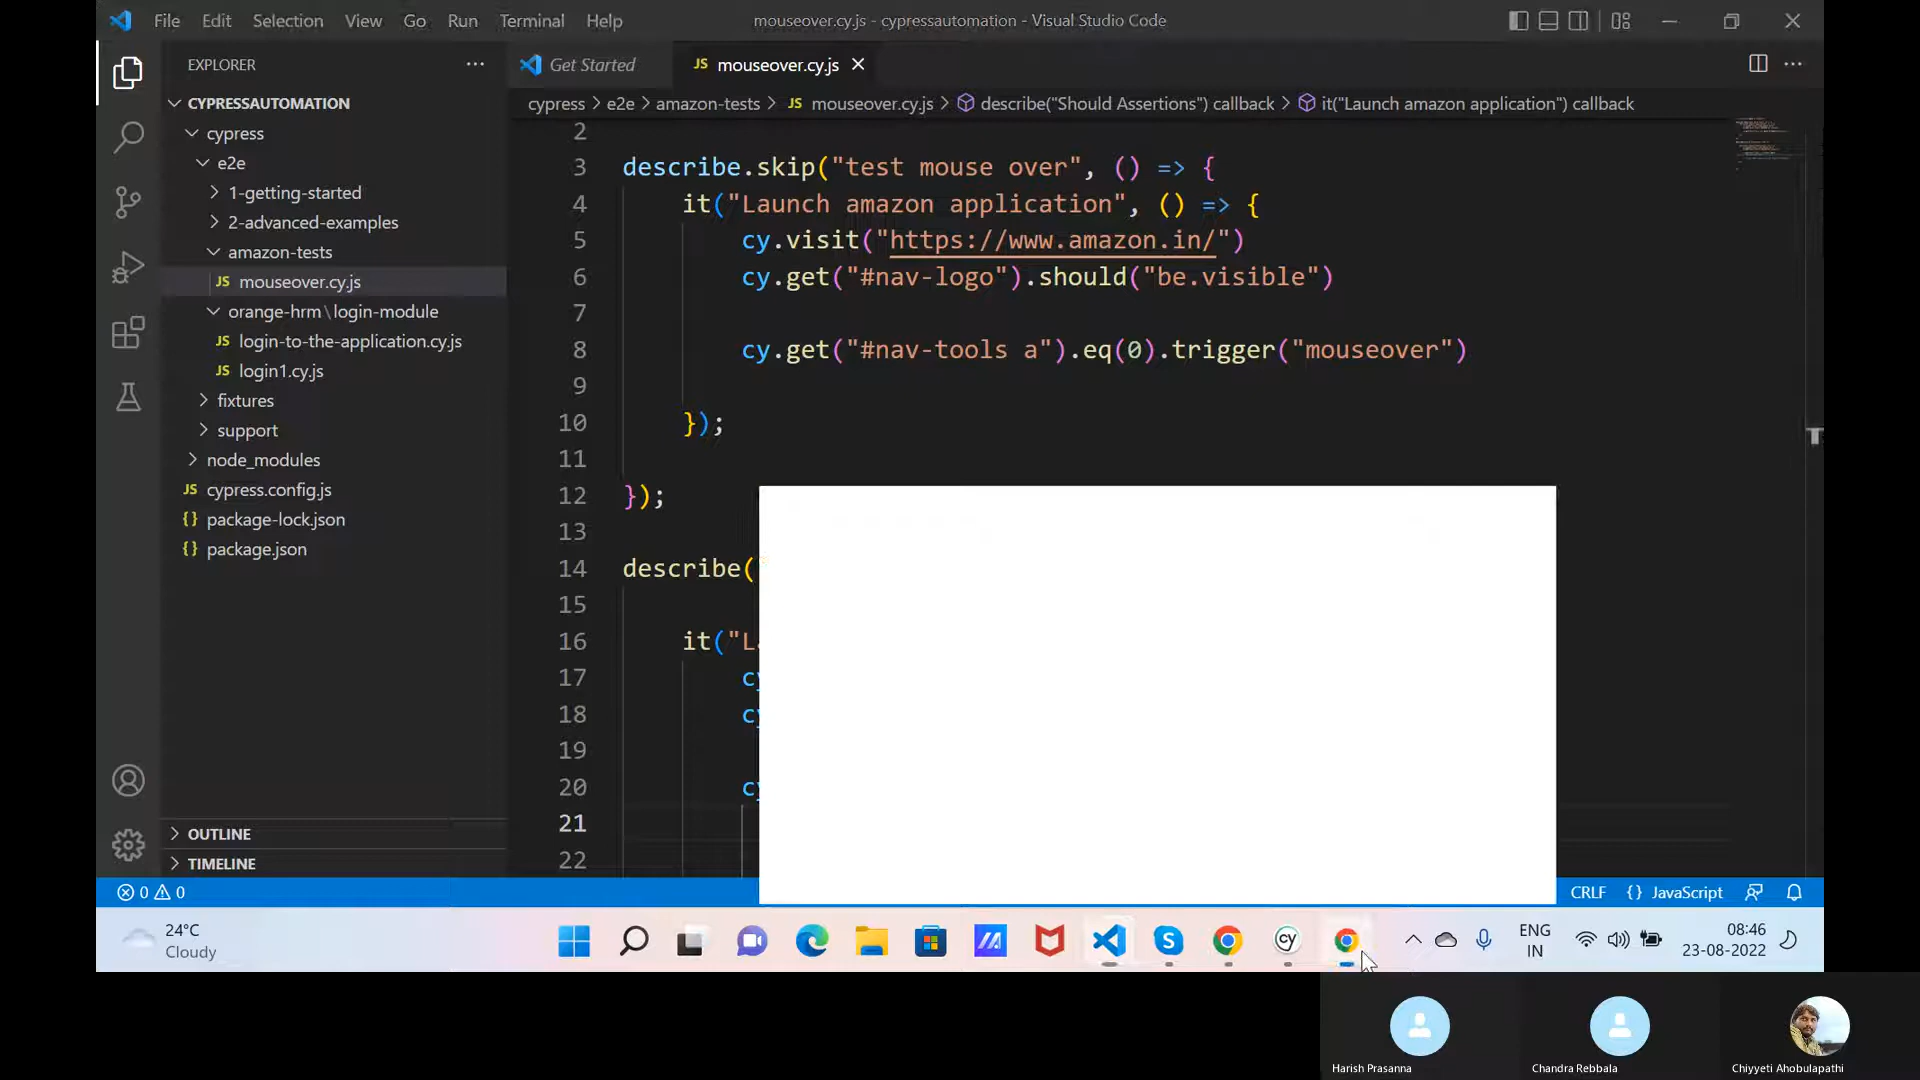 File Edit Selection View Go Run Terminal Help
mouseover.cy.js - cypressautomation - Visual Studio Code
EXPLORER
CYPRESSAUTOMATION
cypress
e2e
1-getting-started
2-advanced-examples
amazon-tests
JS mouseover.cy.js
orange-hrm\login-module
JS login-to-the-application.cy.js
JS login1.cy.js
fixtures
support
node_modules
JS cypress.config.js
{} package-lock.json
{} package.json
OUTLINE
TIMELINE
Get Started
JS mouseover.cy.js
cypress > e2e > amazon-tests > JS mouseover.cy.js > describe("Should Assertions") callback > it("Launch amazon application") callback
2
3 describe.skip("test mouse over", () => {
4 it("Launch amazon application", () => {
5 cy.visit("https://www.amazon.in/")
6 cy.get("#nav-logo").should("be.visible")
7
8 cy.get("#nav-tools a").eq(0).trigger("mouseover")
9
10 });
11
12 });
13
14 describe(
15
16 it("L
17 cy
18 cy
19
20 cy
21
22
0 0
CRLF {} JavaScript
24°C
Cloudy
cy
ENG
IN
08:46
23-08-2022
Harish Prasanna
Chandra Rebbala
Chiyyeti Ahobulapathi